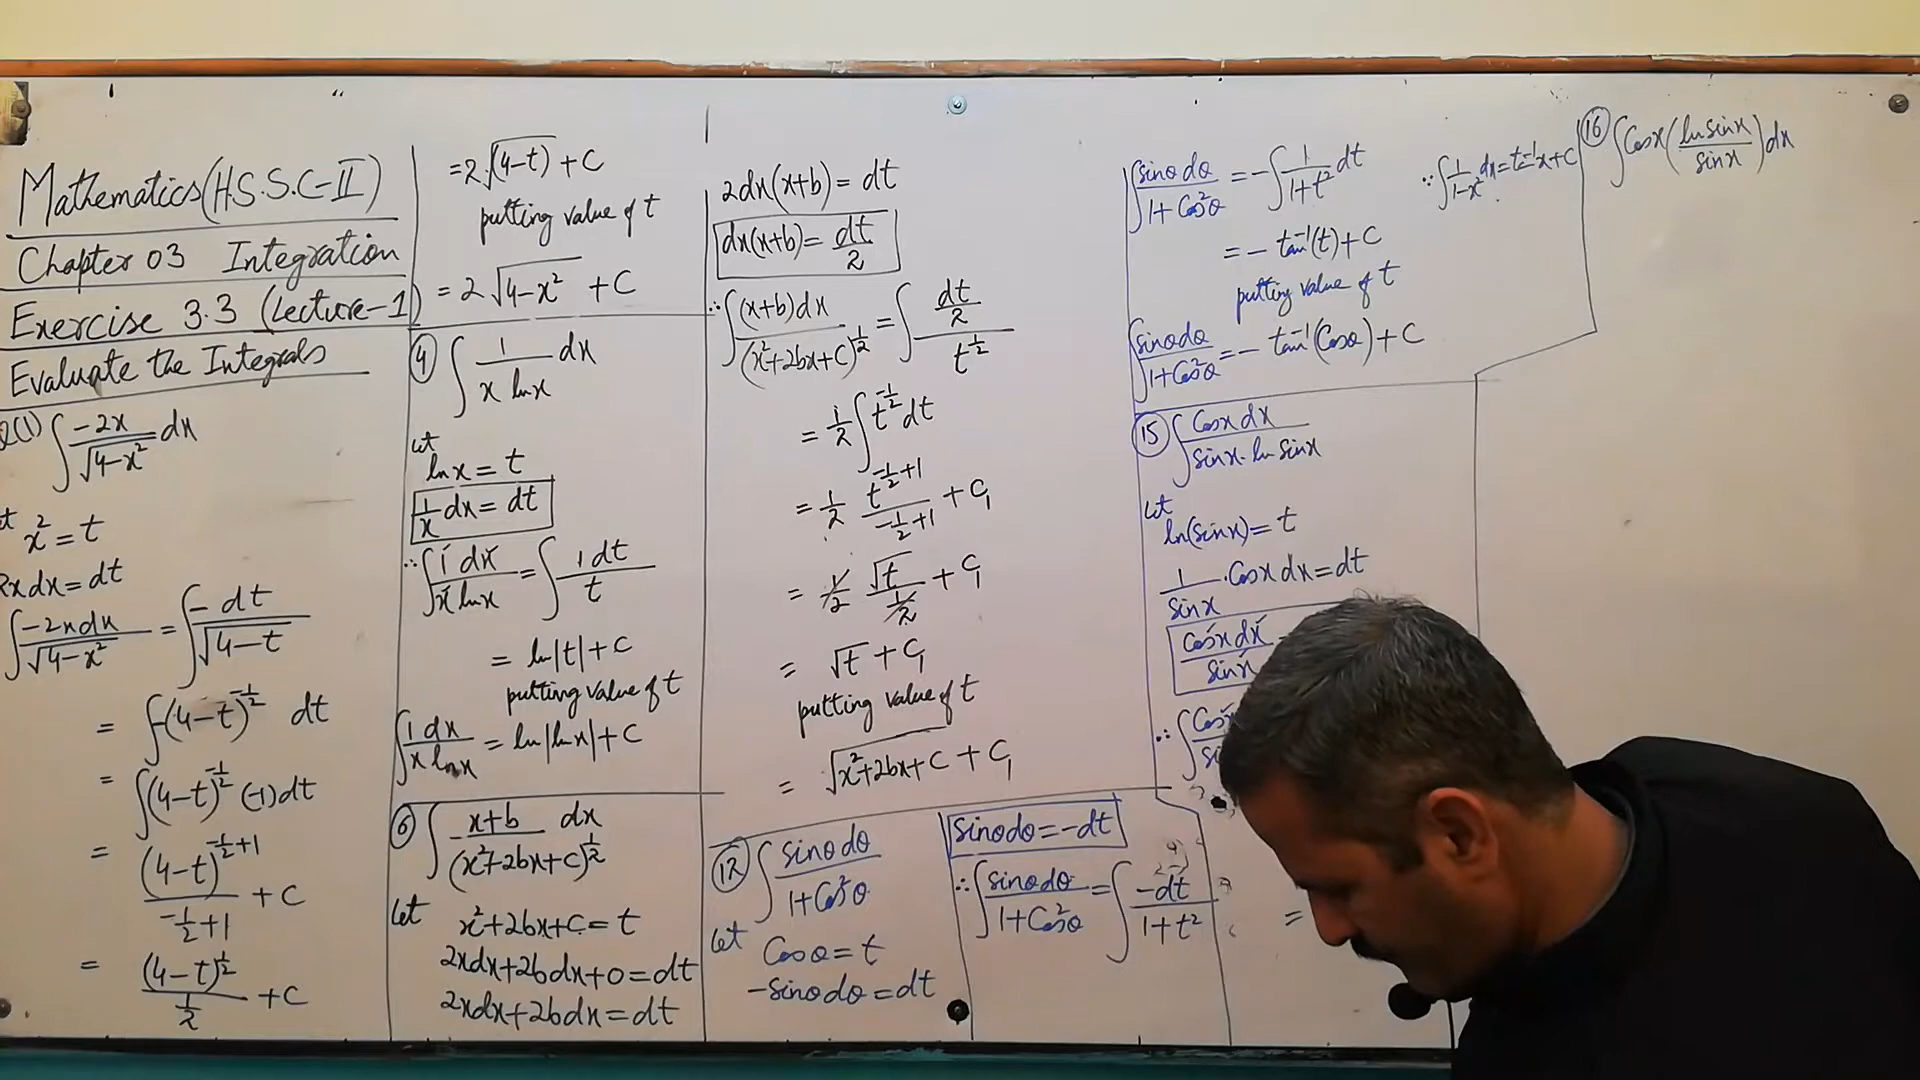 Mathematics (H.S.S.C-II)
Chapter 03 Integration
Exercise 3.3 (Lecture-1)
Evaluate the Integrals
(1) ∫ -2x/√(4-x²) dx
x² = t
2x dx = dt
∫ -2x dx/√(4-x²) = ∫ -dt/√(4-t)
= ∫ -(4-t)^(-1/2) dt
= ∫ (4-t)^(-1/2) (-1) dt
= (4-t)^(-1/2+1)/(-1/2+1) + C
= (4-t)^(1/2)/(1/2) + C
= 2√(4-t) + C
putting value of t
= 2√(4-x²) + C
④ ∫ 1/(x ln x) dx
Let
ln x = t
1/x dx = dt
∴ ∫ 1 dx/(x ln x) = ∫ 1 dt/t
= ln|t| + C
putting value of t
∫ 1 dx/(x ln x) = ln|ln x| + C
⑥ ∫ (x+b)/(x²+2bx+C)^(1/2) dx
Let x²+2bx+C = t
2xdx+2bdx+0 = dt
2xdx+2bdx = dt
2dx(x+b) = dt
dx(x+b) = dt/2
∴ ∫ (x+b)dx/(x²+2bx+C)^(1/2) = ∫ (dt/2)/t^(1/2)
= 1/2 ∫ t^(-1/2) dt
= 1/2 t^(-1/2+1)/(-1/2+1) + C₁
= 1/2 √t/(1/2) + C₁
= √t + C₁
putting value of t
= √(x²+2bx+C) + C₁
⑫ ∫ sinθ dθ/(1+Cos²θ)
Let Cosθ = t
-sinθ dθ = dt
sinθ dθ = -dt
∴ ∫ sinθ dθ/(1+Cos²θ) = ∫ -dt/(1+t²)
∫ sinθ dθ/(1+Cos²θ) = -∫ 1/(1+t²) dt
= -tan⁻¹(t) + C
putting value of t
∫ sinθ dθ/(1+Cos²θ) = -tan⁻¹(Cosθ) + C
⑮ ∫ Cosx dx/(sinx · ln sinx)
Let
ln(sinx) = t
1/sinx · Cosx dx = dt
Cosx dx/sinx
=
⑯ ∫ Cosx (ln sinx/sinx) dx